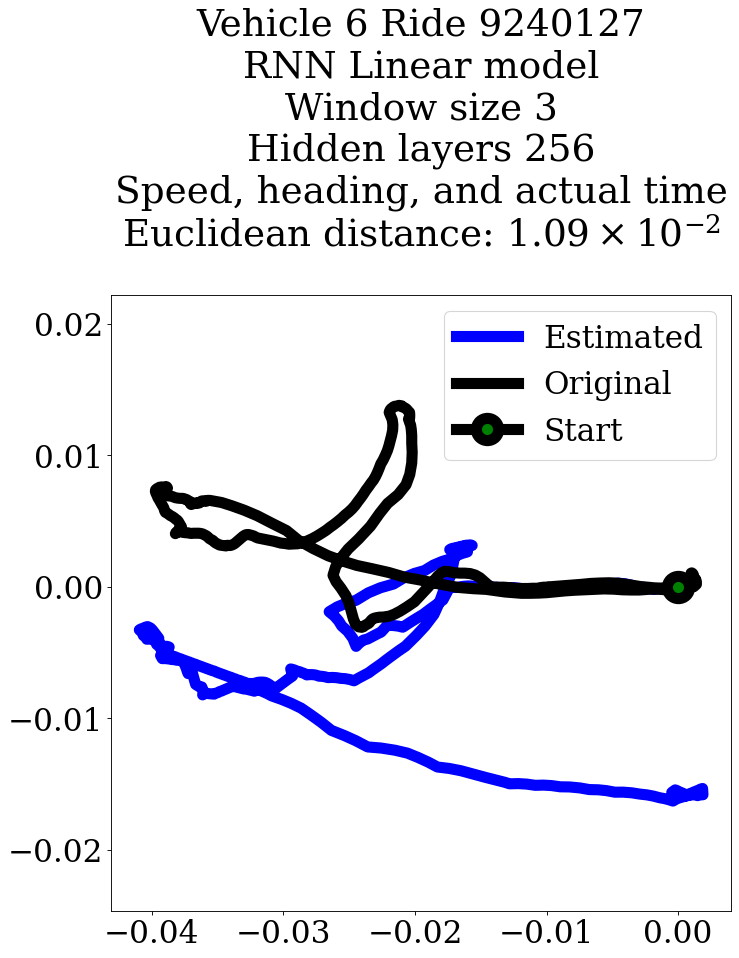 Vehicle 6 Ride 9240127
RNN Linear model
Window size 3
Hidden layers 256
Speed, heading, and actual time
Euclidean distance: 1.09 × 10⁻²
Estimated
Original
Start
0.02
0.01
0.00
−0.01
−0.02
−0.04 −0.03 −0.02 −0.01 0.00